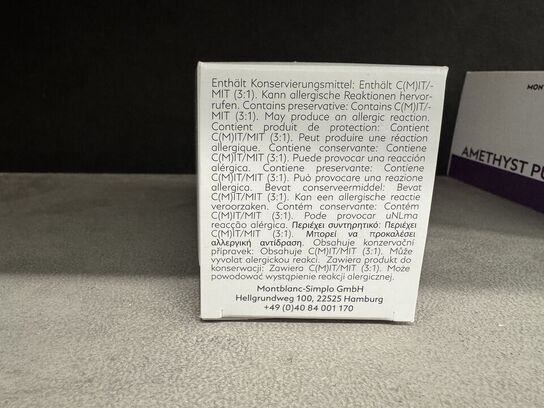 Enthält Konservierungsmittel: Enthält C(M)IT/-
MIT (3:1). Kann allergische Reaktionen hervor-
rufen. Contains preservative: Contains C(M)IT/-
MIT (3:1). May produce an allergic reaction.
Contient produit de protection: Contient
C(M)IT/MIT (3:1). Peut produire une réaction
allergique. Contiene conservante: Contiene
C(M)IT/MIT (3:1). Puede provocar una reacción
alérgica. Contiene preservante: Contiene
C(M)IT/MIT (3:1). Può provocare una reazione
allergica. Bevat conserveermiddel: Bevat
C(M)IT/MIT (3:1). Kan een allergische reactie
veroorzaken. Contém conservante: Contém
C(M)IT/MIT (3:1). Pode provocar uNLma
reacção alérgica. Περιέχει συντηρητικό: Περιέχει
C(M)IT/MIT (3:1). Μπορεί να προκαλέσει
αλλεργική αντίδραση. Obsahuje konzervační
přípravek: Obsahuje C(M)IT/MIT (3:1). Může
vyvolat alergickou reakci. Zawiera produkt do
konserwacji: Zawiera C(M)IT/MIT (3:1). Może
powodować wystąpienie reakcji alergicznej.
Montblanc-Simplo GmbH
Hellgrundweg 100, 22525 Hamburg
+49 (0)40 84 001 170
MON
AMETHYST PU